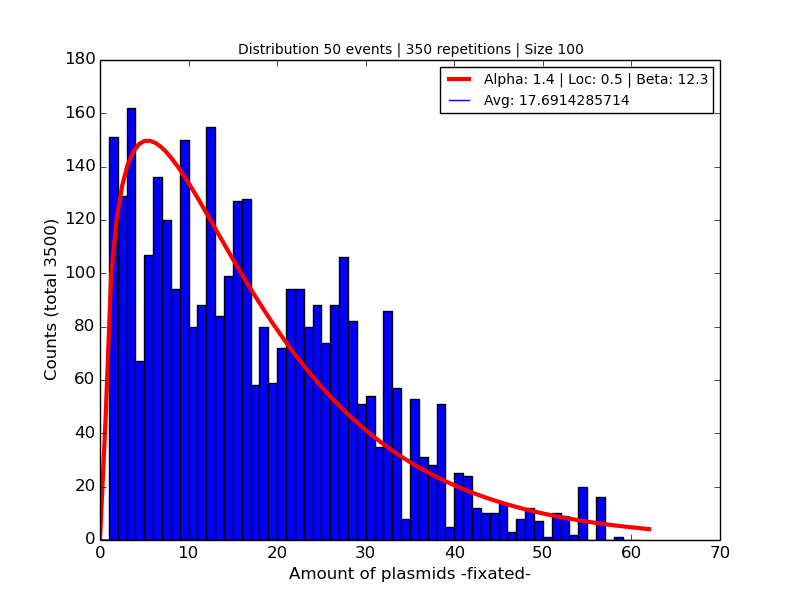 Distribution 50 events | 350 repetitions | Size 100
Alpha: 1.4 | Loc: 0.5 | Beta: 12.3
Avg: 17.6914285714
180
160
140
120
100
80
60
40
20
0
Counts (total 3500)
0 10 20 30 40 50 60 70
Amount of plasmids -fixated-